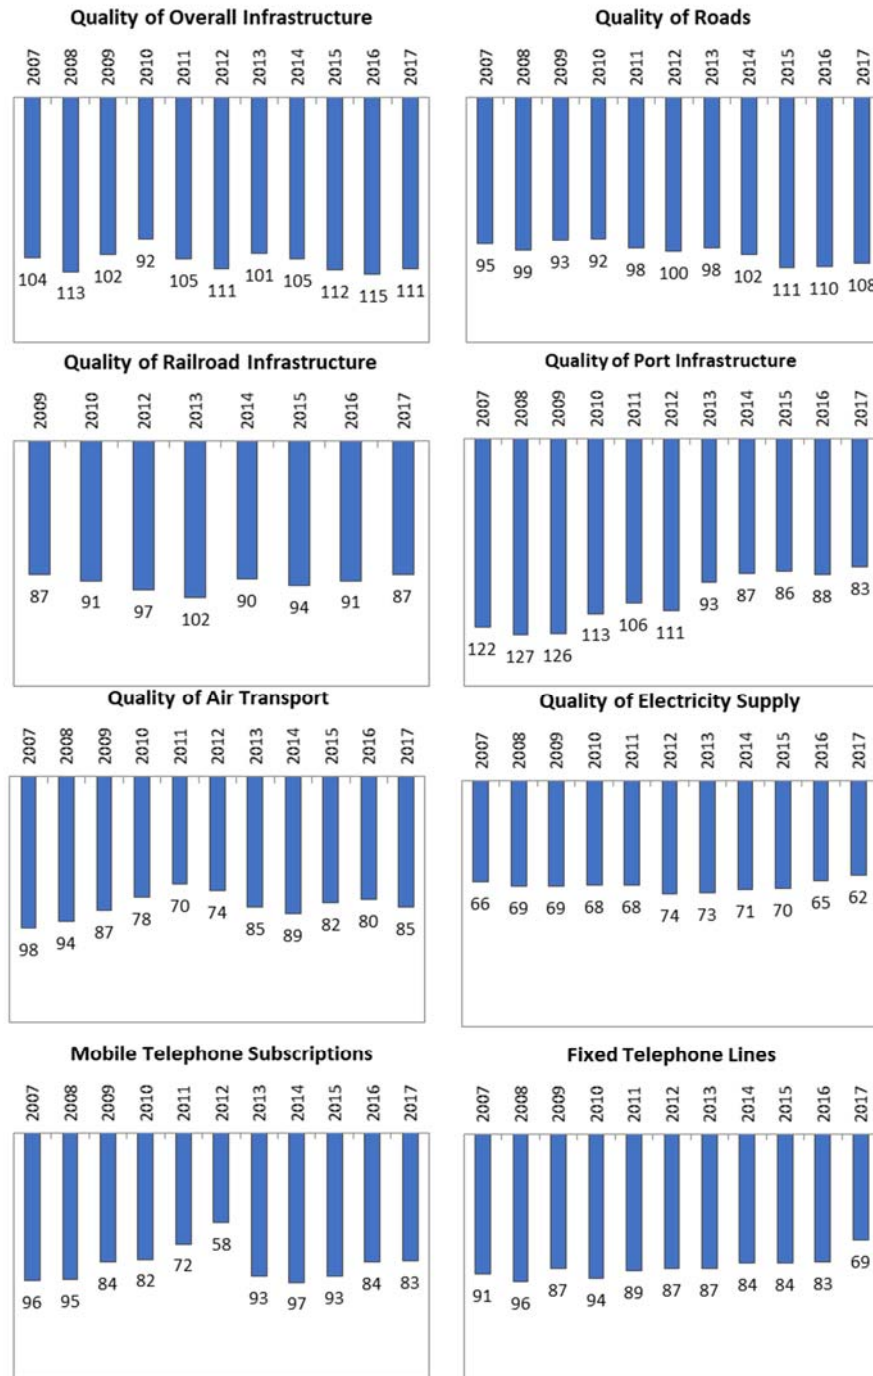 Quality of Overall Infrastructure
2007 2008 2009 2010 2011 2012 2013 2014 2015 2016 2017
104 113 102 92 105 111 101 105 112 115 111
Quality of Roads
2007 2008 2009 2010 2011 2012 2013 2014 2015 2016 2017
95 99 93 92 98 100 98 102 111 110 108
Quality of Railroad Infrastructure
2009 2010 2012 2013 2014 2015 2016 2017
87 91 97 102 90 94 91 87
Quality of Port Infrastructure
2007 2008 2009 2010 2011 2012 2013 2014 2015 2016 2017
122 127 126 113 106 111 93 87 86 88 83
Quality of Air Transport
2007 2008 2009 2010 2011 2012 2013 2014 2015 2016 2017
98 94 87 78 70 74 85 89 82 80 85
Quality of Electricity Supply
2007 2008 2009 2010 2011 2012 2013 2014 2015 2016 2017
66 69 69 68 68 74 73 71 70 65 62
Mobile Telephone Subscriptions
2007 2008 2009 2010 2011 2012 2013 2014 2015 2016 2017
96 95 84 82 72 58 93 97 93 84 83
Fixed Telephone Lines
2007 2008 2009 2010 2011 2012 2013 2014 2015 2016 2017
91 96 87 94 89 87 87 84 84 83 69